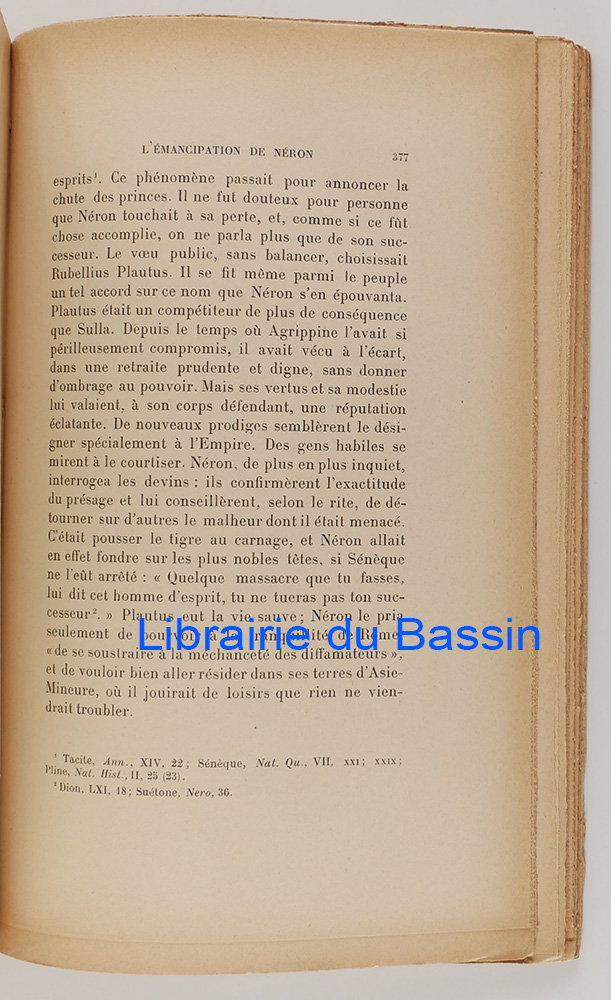 L'ÉMANCIPATION DE NÉRON 377
esprits¹. Ce phénomène passait pour annoncer la
chute des princes. Il ne fut douteux pour personne
que Néron touchait à sa perte, et, comme si ce fût
chose accomplie, on ne parla plus que de son suc-
cesseur. Le vœu public, sans balancer, choisissait
Rubellius Plautus. Il se fit même parmi le peuple
un tel accord sur ce nom que Néron s'en épouvanta.
Plautus était un compétiteur de plus de conséquence
que Sulla. Depuis le temps où Agrippine l'avait si
périlleusement compromis, il avait vécu à l'écart,
dans une retraite prudente et digne, sans donner
d'ombrage au pouvoir. Mais ses vertus et sa modestie
lui valaient, à son corps défendant, une réputation
éclatante. De nouveaux prodiges semblèrent le dési-
gner spécialement à l'Empire. Des gens habiles se
mirent à le courtiser. Néron, de plus en plus inquiet,
interrogea les devins : ils confirmèrent l'exactitude
du présage et lui conseillèrent, selon le rite, de dé-
tourner sur d'autres le malheur dont il était menacé.
C'était pousser le tigre au carnage, et Néron allait
en effet fondre sur les plus nobles têtes, si Sénèque
ne l'eût arrêté : « Quelque massacre que tu fasses,
lui dit cet homme d'esprit, tu ne tueras pas ton suc-
cesseur². » Plautus eut la vie sauve ; Néron le pria
seulement de pourvoir à la tranquillité de Rome,
Librairie du Bassin
« de se soustraire à la méchanceté des diffamateurs »,
et de vouloir bien aller résider dans ses terres d'Asie-
Mineure, où il jouirait de loisirs que rien ne vien-
drait troubler.
¹ Tacite, Ann., XIV, 22 ; Sénèque, Nat. Qu., VII, XXI ; XXIX ;
Pline, Nat. Hist., II, 25 (23).
² Dion, LXI, 18 ; Suétone, Nero, 36.